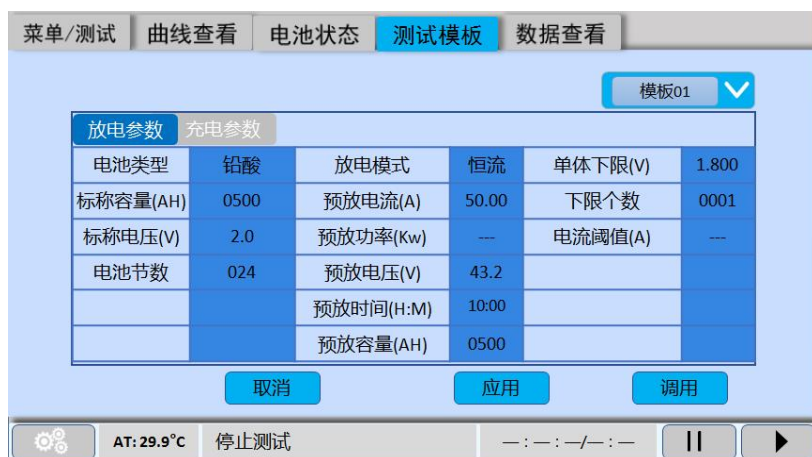 菜单/测试 曲线查看 电池状态 测试模板 数据查看
模板01
放电参数 充电参数
电池类型 铅酸 放电模式 恒流 单体下限(V) 1.800
标称容量(AH) 0500 预放电流(A) 50.00 下限个数 0001
标称电压(V) 2.0 预放功率(Kw) --- 电流阈值(A) ---
电池节数 024 预放电压(V) 43.2
预放时间(H:M) 10:00
预放容量(AH) 0500
取消 应用 调用
AT: 29.9°C 停止测试 —:—:—/—:—